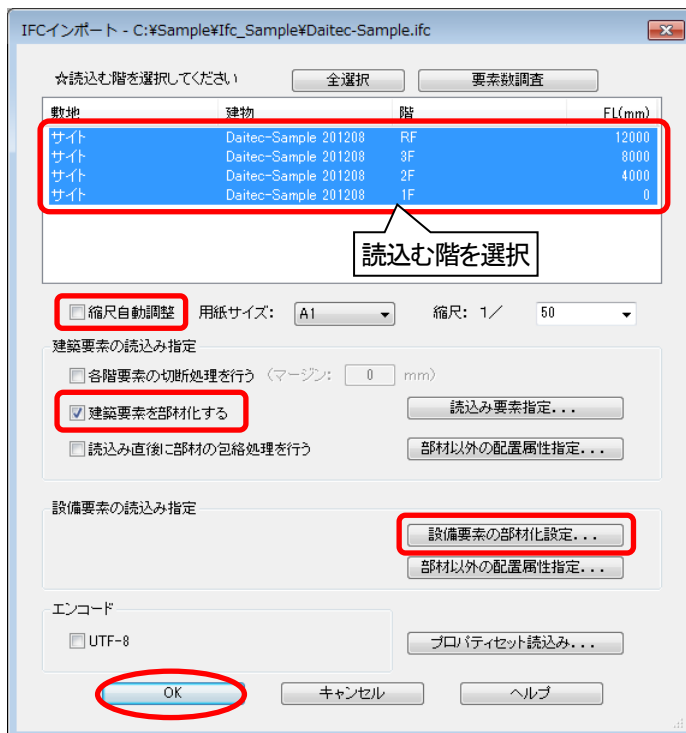 IFCインポート - C:¥Sample¥Ifc_Sample¥Daitec-Sample.ifc
☆読込む階を選択してください 全選択 要素数調査
敷地 建物 階 FL(mm)
サイト Daitec-Sample 201208 RF 12000
サイト Daitec-Sample 201208 3F 8000
サイト Daitec-Sample 201208 2F 4000
サイト Daitec-Sample 201208 1F 0
読込む階を選択
縮尺自動調整 用紙サイズ: A1 縮尺: 1/ 50
建築要素の読込み指定
各階要素の切断処理を行う (マージン: 0 mm)
建築要素を部材化する 読込み要素指定...
読込み直後に部材の包絡処理を行う 部材以外の配置属性指定...
設備要素の読込み指定
設備要素の部材化設定...
部材以外の配置属性指定...
エンコード
UTF-8 プロパティセット読込み...
OK キャンセル ヘルプ